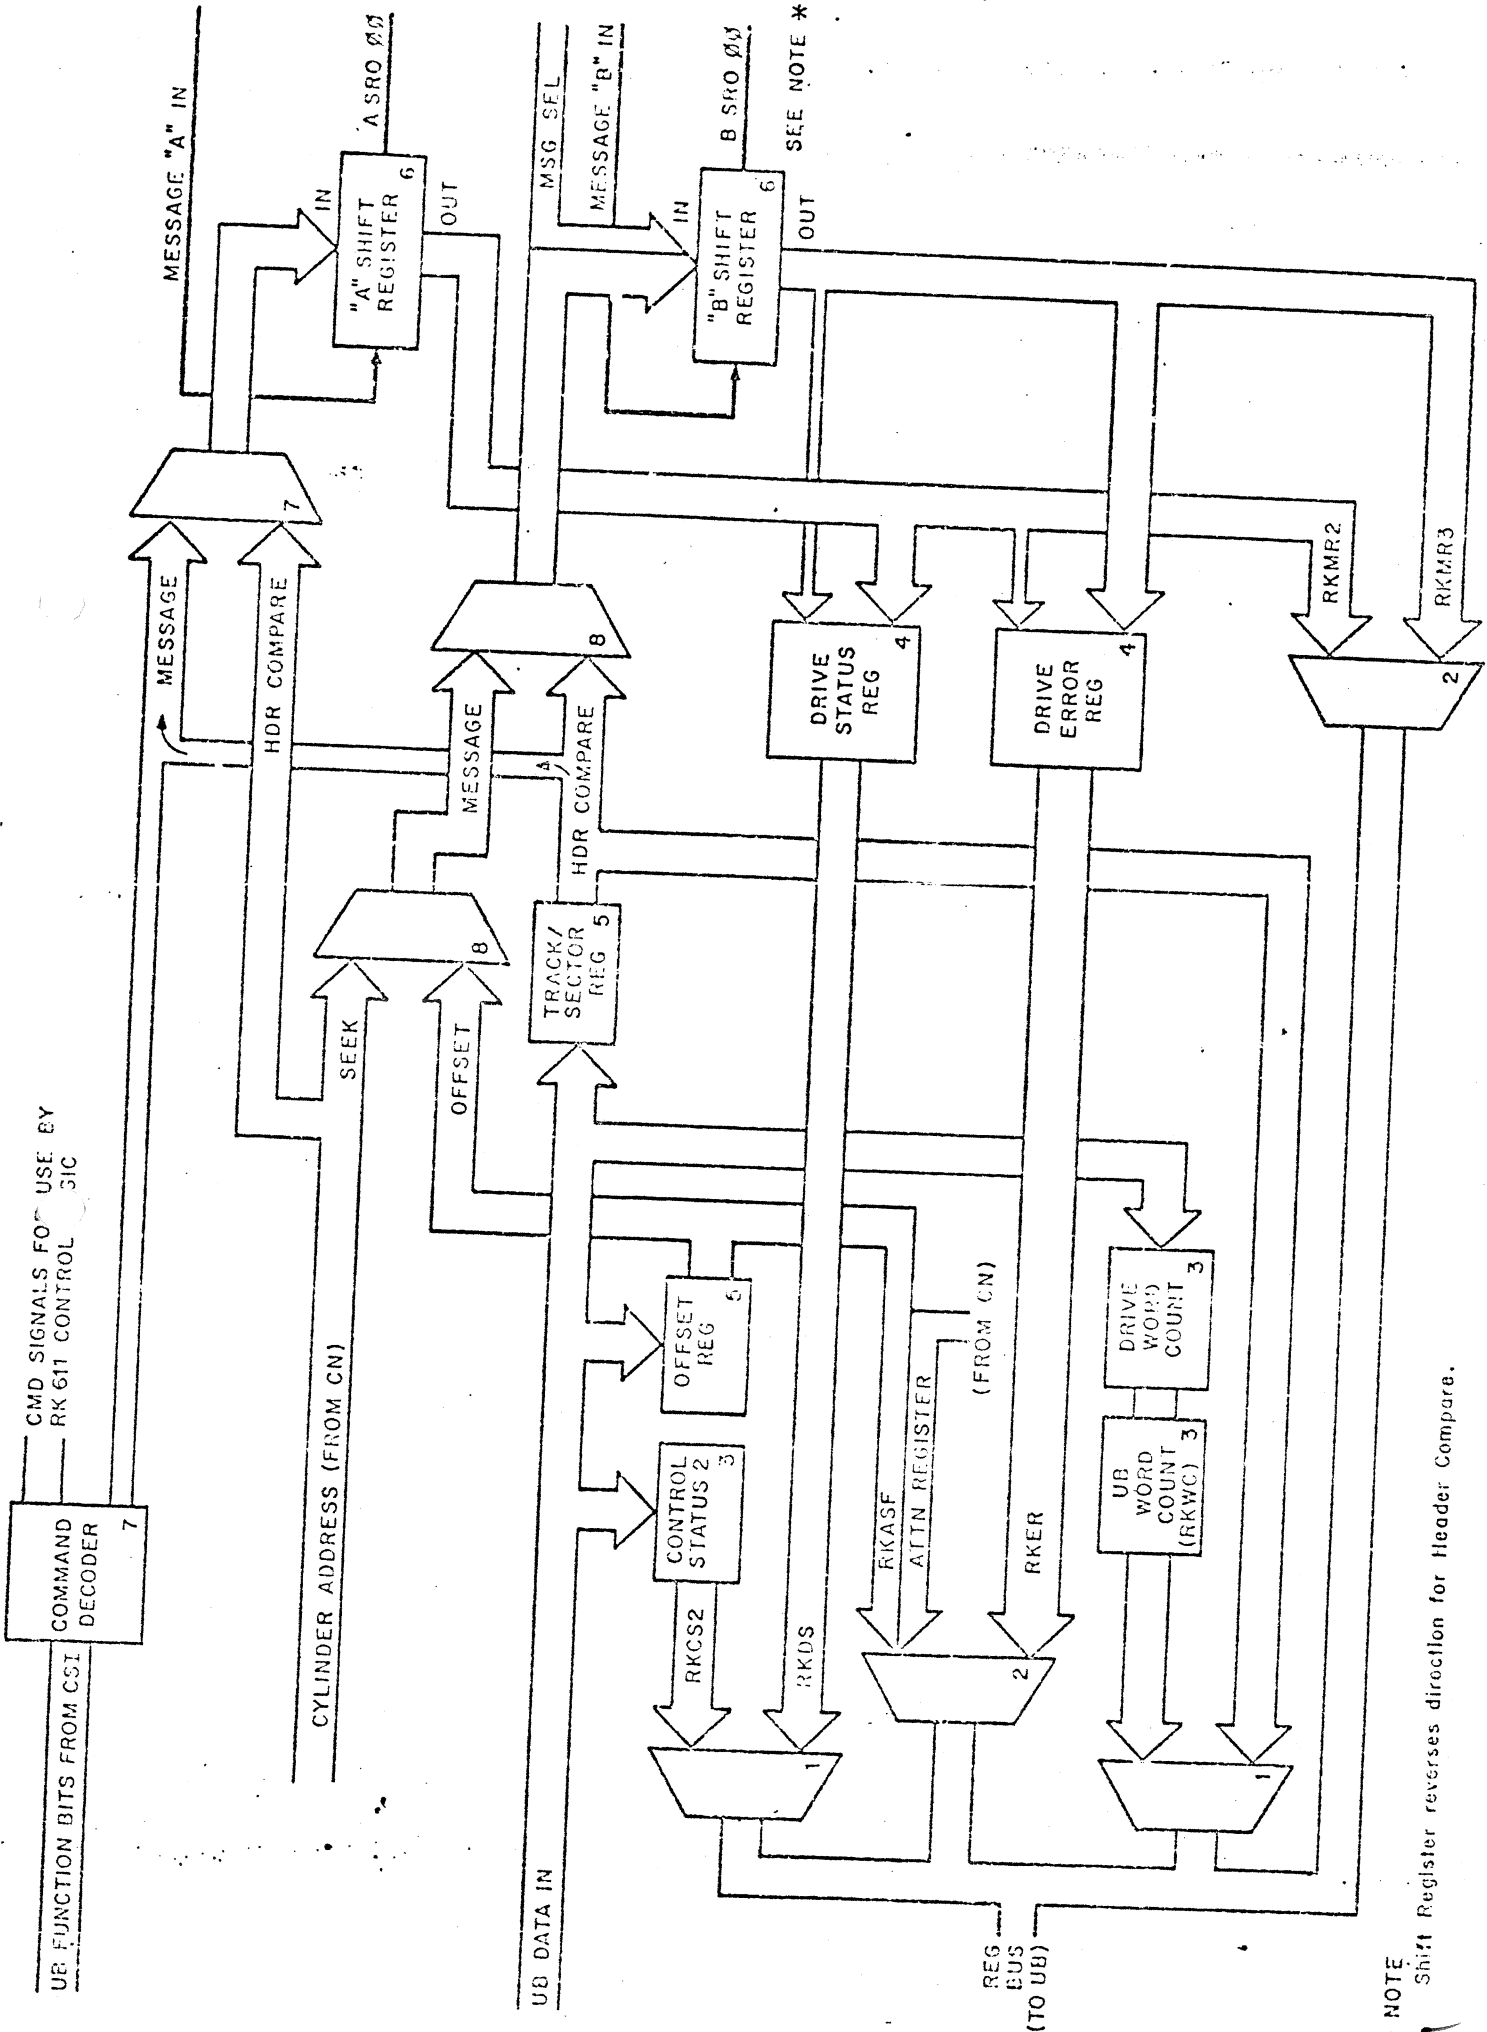 UB FUNCTION BITS FROM CSI
COMMAND
DECODER
7
CMD SIGNALS FOR USE BY
RK 611 CONTROL
GIC
CYLINDER ADDRESS (FROM CN)
SEEK
HDR COMPARE
MESSAGE
7
MESSAGE "A" IN
IN
"A" SHIFT
REGISTER
6
OUT
A SRO ØØ
OFFSET
8
MESSAGE
8
HDR COMPARE
TRACK/
SECTOR
REG
5
MSG SEL
MESSAGE "B" IN
IN
"B" SHIFT
REGISTER
6
OUT
B SRO ØØ
SEE NOTE *
UB DATA IN
CONTROL
STATUS 2
3
OFFSET
REG
5
RKCS2
RKDS
1
DRIVE
STATUS
REG
4
RKASF
ATTN REGISTER
(FROM CN)
RKER
2
DRIVE
ERROR
REG
4
UB
WORD
COUNT
(RKWC)
3
DRIVE
WORD
COUNT
3
1
RKMR2
RKMR3
2
REG
BUS
(TO UB)
NOTE
Shift Register reverses direction for Header Compare.